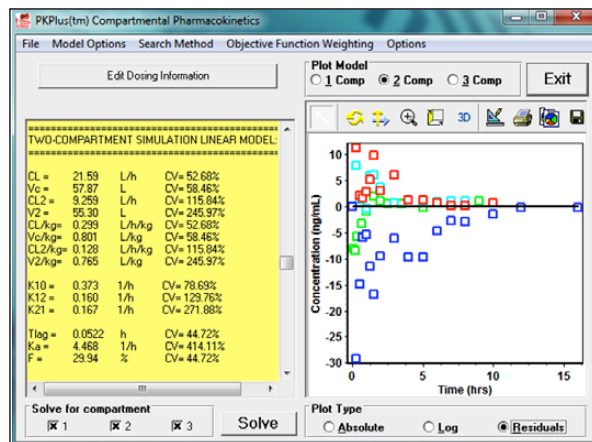 PKPlus(tm) Compartmental Pharmacokinetics
File Model Options Search Method Objective Function Weighting Options
Edit Dosing Information
Plot Model
1 Comp 2 Comp 3 Comp
Exit
3D
TWO-COMPARTMENT SIMULATION LINEAR MODEL:
CL = 21.59 L/h CV= 52.68%
Vc = 57.87 L CV= 58.46%
CL2 = 9.259 L/h CV= 115.84%
V2 = 55.30 L CV= 245.97%
CL/kg= 0.299 L/h/kg CV= 52.68%
Vc/kg= 0.801 L/kg CV= 58.46%
CL2/kg= 0.128 L/h/kg CV= 115.84%
V2/kg= 0.765 L/kg CV= 245.97%
K10 = 0.373 1/h CV= 78.69%
K12 = 0.160 1/h CV= 129.76%
K21 = 0.167 1/h CV= 271.88%
Tlag = 0.0522 h CV= 44.72%
Ka = 4.468 1/h CV= 414.11%
F = 29.94 % CV= 44.72%
Concentration (ng/mL)
10
5
0
-5
-10
-15
-20
-25
-30
0 5 10 15
Time (hrs)
Solve for compartment
1 2 3
Solve
Plot Type
Absolute Log Residuals